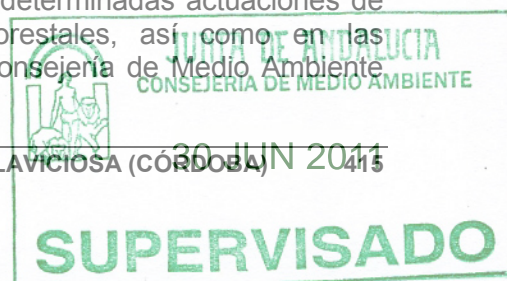 determinadas actuaciones de
orestales, así como en las
onsejería de Medio Ambiente
JUNTA DE ANDALUCIA
CONSEJERÍA DE MEDIO AMBIENTE
LAVICIOSA (CÓRDOBA) 415
30 JUN 2011
SUPERVISADO